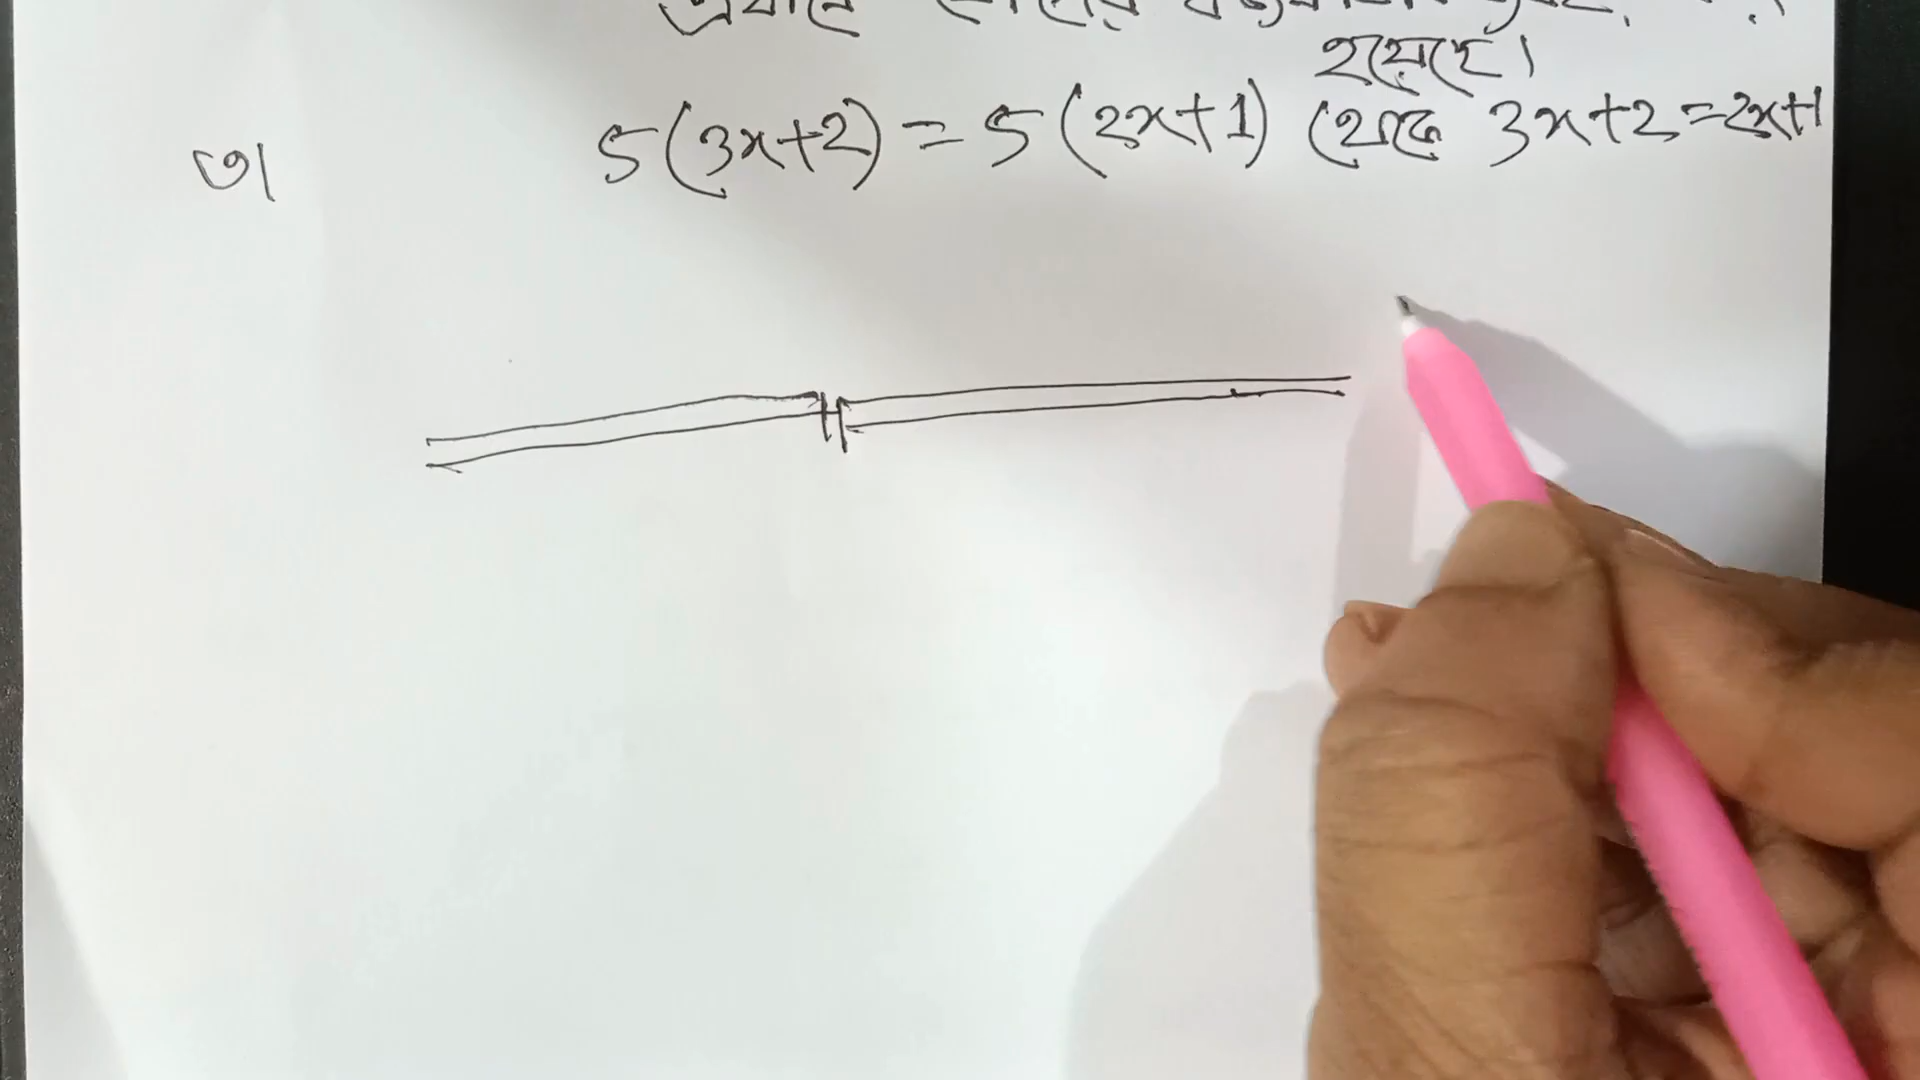 হয়েছে।
৩। 5(3x+2)=5(2x+1) থেকে 3x+2=2x+1